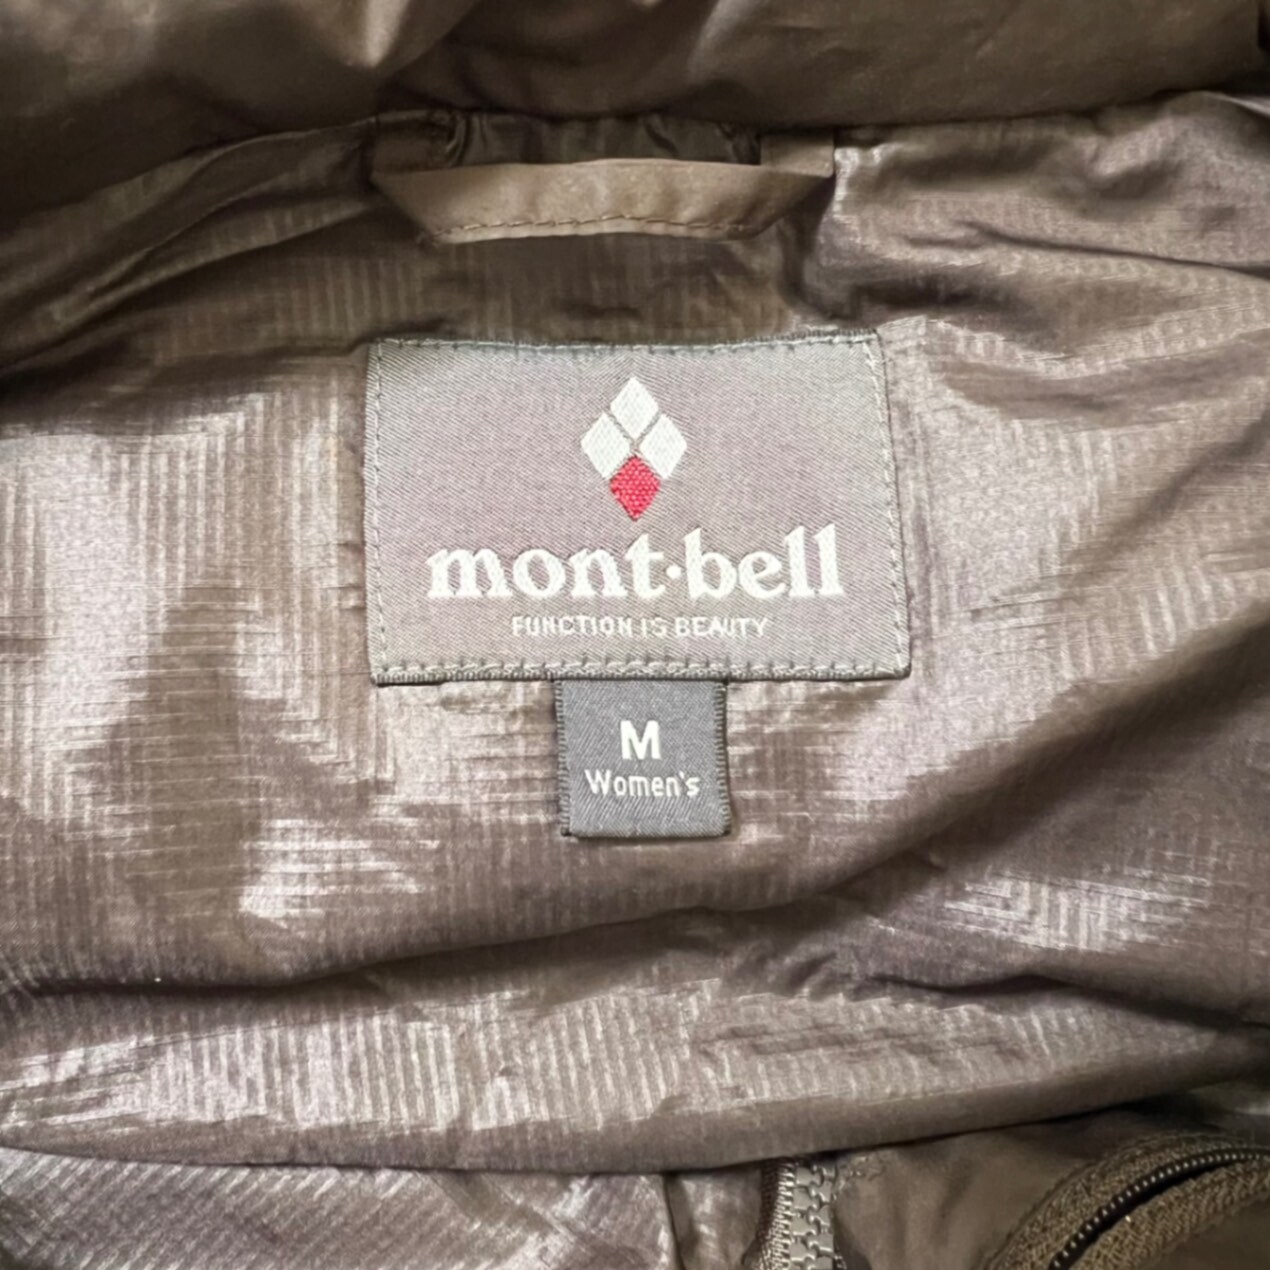 mont·bell
FUNCTION IS BEAUTY
M
Women's